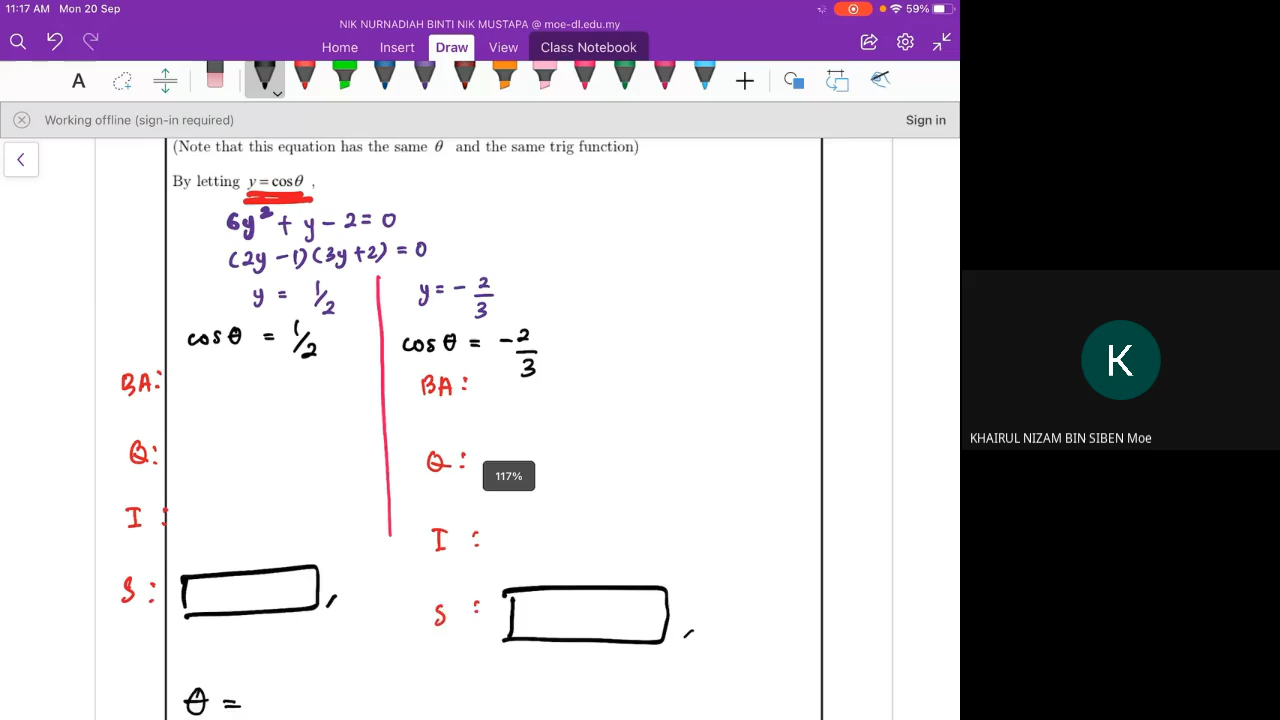 11:17 AM Mon 20 Sep
59%
NIK NURNADIAH BINTI NIK MUSTAPA @ moe-dl.edu.my
Home Insert Draw View Class Notebook
A
Working offline (sign-in required) Sign in
(Note that this equation has the same θ and the same trig function)
By letting y = cosθ ,
6y² + y - 2 = 0
(2y - 1)(3y + 2) = 0
y = 1/2 y = - 2/3
cos θ = 1/2 cos θ = - 2/3
BA: BA:
Q: Q:
117%
I : I :
S: , S : ,
θ =
K
KHAIRUL NIZAM BIN SIBEN Moe